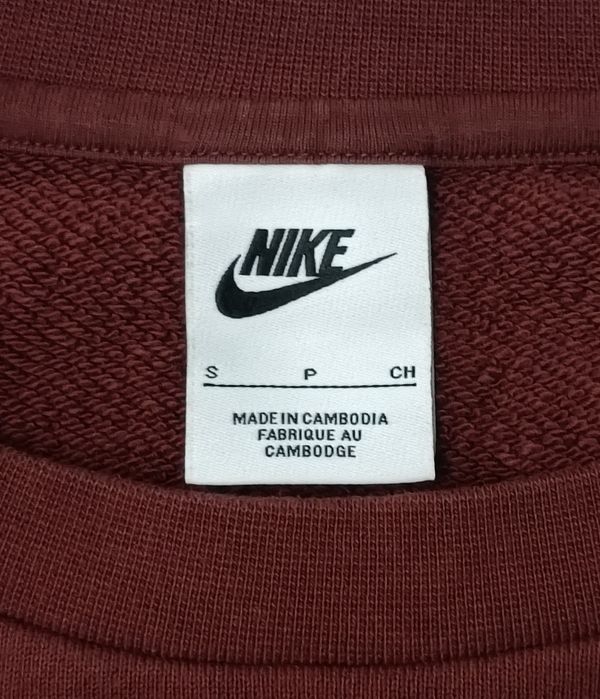 NIKE
S P CH
MADE IN CAMBODIA
FABRIQUE AU
CAMBODGE